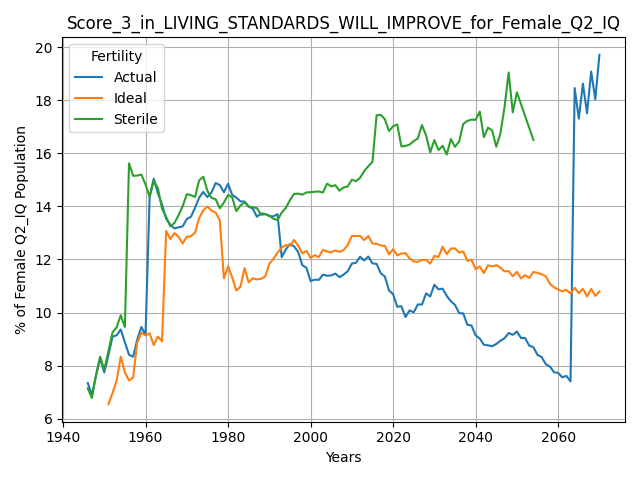 Score_3_in_LIVING_STANDARDS_WILL_IMPROVE_for_Female_Q2_IQ
Fertility
Actual
Ideal
Sterile
% of Female Q2_IQ Population
20
18
16
14
12
10
8
6
1940 1960 1980 2000 2020 2040 2060
Years